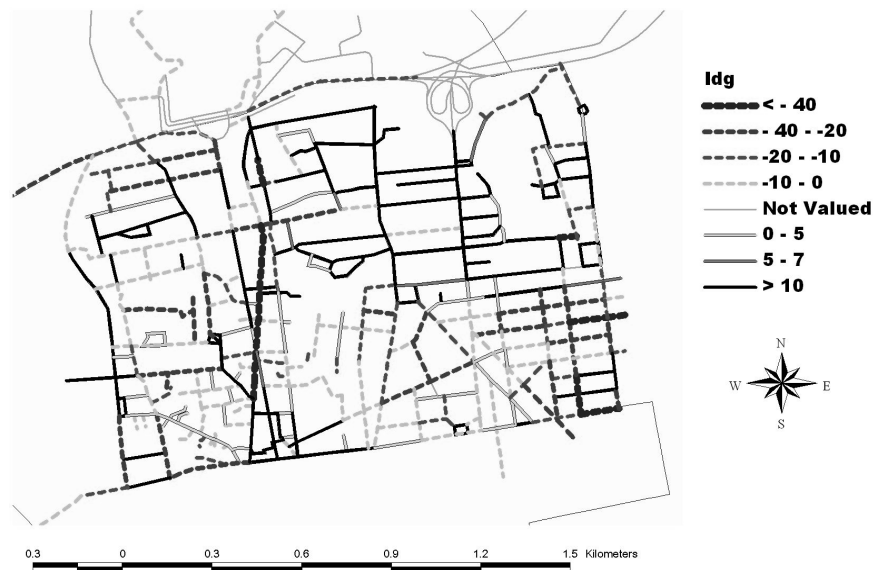 Idg
< - 40
- 40 - -20
-20 - -10
-10 - 0
Not Valued
0 - 5
5 - 7
> 10
N
W E
S
0.3 0 0.3 0.6 0.9 1.2 1.5 Kilometers